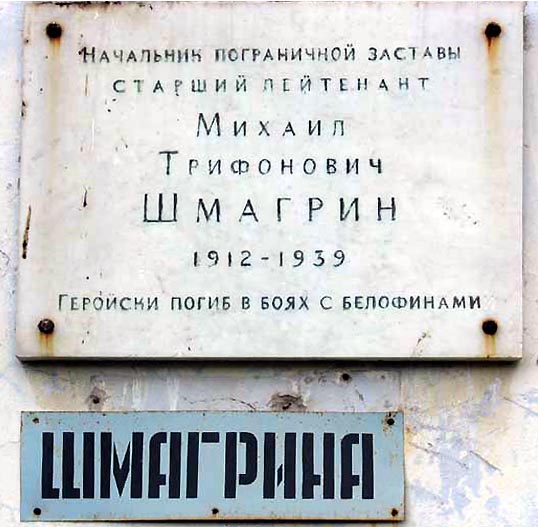 Начальник пограничной заставы
старший лейтенант
Михаил
Трифонович
Шмагрин
1912-1939
Геройски погиб в боях с белофинами
ШМАГРИНА